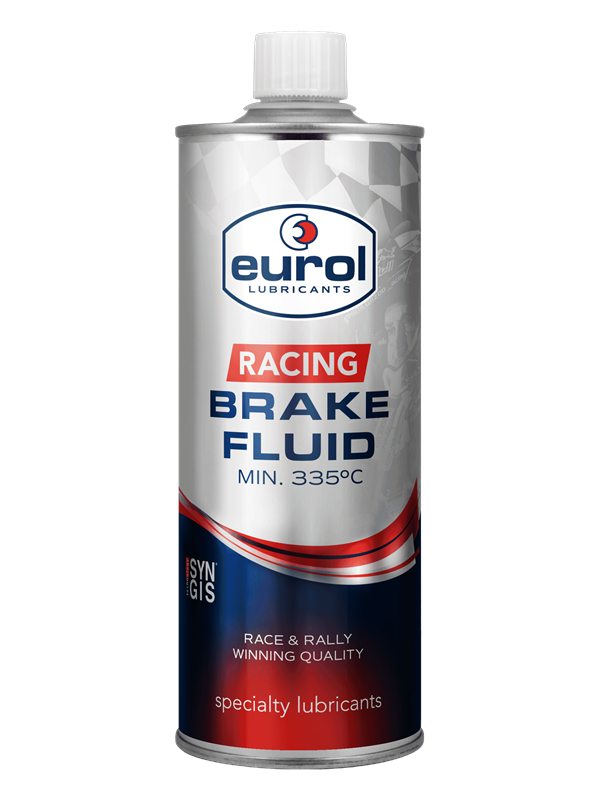 eurol
LUBRICANTS
RACING
BRAKE
FLUID
MIN. 335°C
SYN
GIS
RACE & RALLY
WINNING QUALITY
specialty lubricants